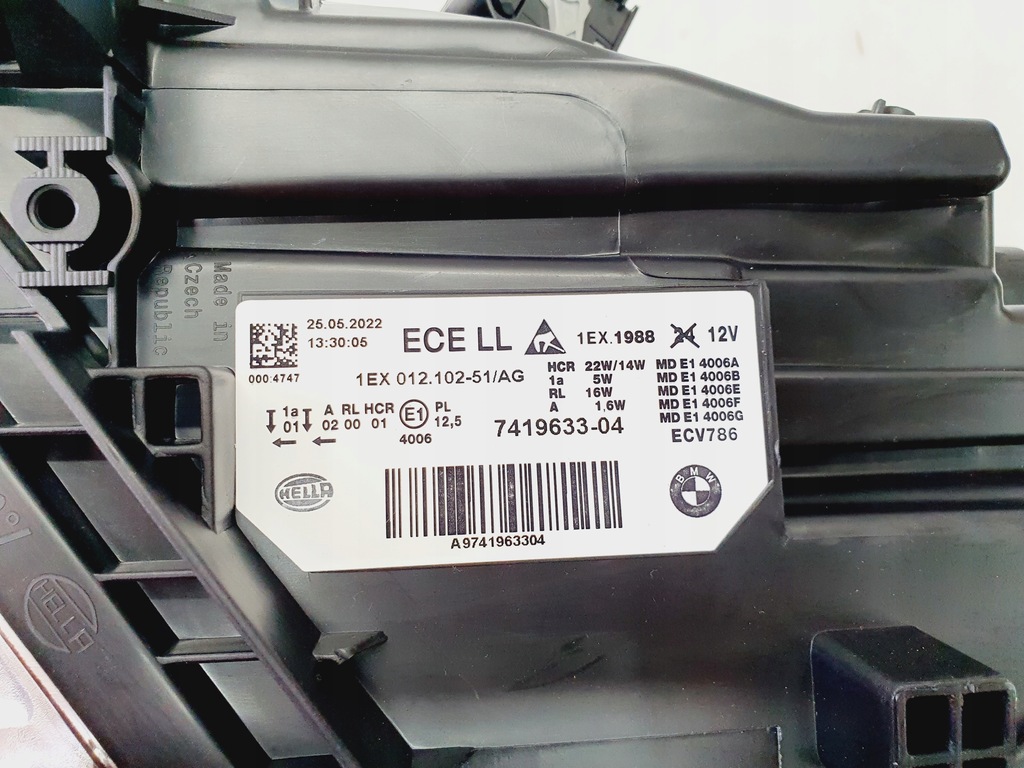 Made in
Czech
Republic
25.05.2022
13:30:05
ECE LL
1EX.1988
24
12V
000 4747
1EX 012.102-51/AG
HCR 22W/14W
1a 5W
RL 16W
A 1,6W
MD E1 4006A
MD E1 4006B
MD E1 4006E
MD E1 4006F
MD E1 4006G
1a A RL HCR E1 PL
01 02 00 01 12,5
4006
7419633-04
ECV786
HELLA
BMW
A9741963304
HELLA